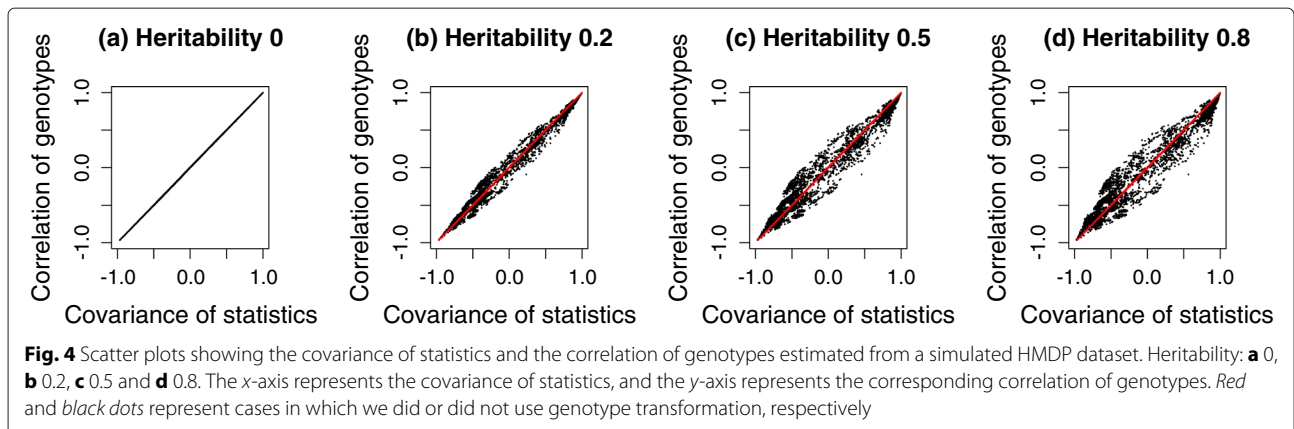 (a) Heritability 0
(b) Heritability 0.2
(c) Heritability 0.5
(d) Heritability 0.8
Correlation of genotypes
1.0
0.0
-1.0
-1.0 0.0 1.0
Covariance of statistics
Correlation of genotypes
1.0
0.0
-1.0
-1.0 0.0 1.0
Covariance of statistics
Correlation of genotypes
1.0
0.0
-1.0
-1.0 0.0 1.0
Covariance of statistics
Correlation of genotypes
1.0
0.0
-1.0
-1.0 0.0 1.0
Covariance of statistics
Fig. 4 Scatter plots showing the covariance of statistics and the correlation of genotypes estimated from a simulated HMDP dataset. Heritability: a 0,
b 0.2, c 0.5 and d 0.8. The x-axis represents the covariance of statistics, and the y-axis represents the corresponding correlation of genotypes. Red
and black dots represent cases in which we did or did not use genotype transformation, respectively